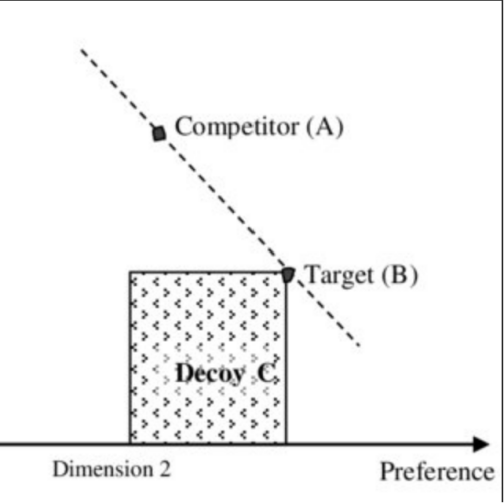 Competitor (A)
Target (B)
Decoy C
Dimension 2
Preference